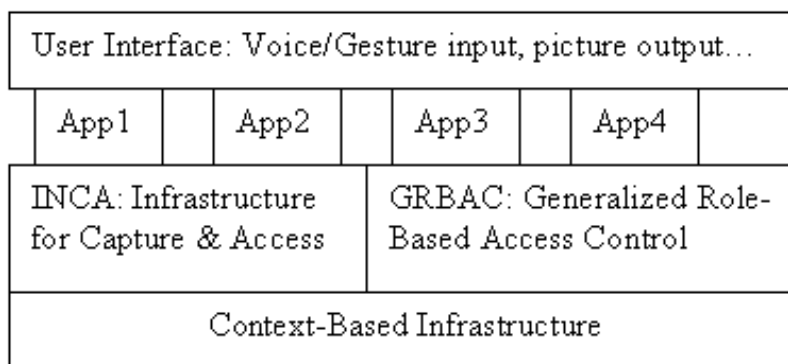 User Interface: Voice/Gesture input, picture output...
App1 App2 App3 App4
INCA: Infrastructure
for Capture & Access
GRBAC: Generalized Role-
Based Access Control
Context-Based Infrastructure